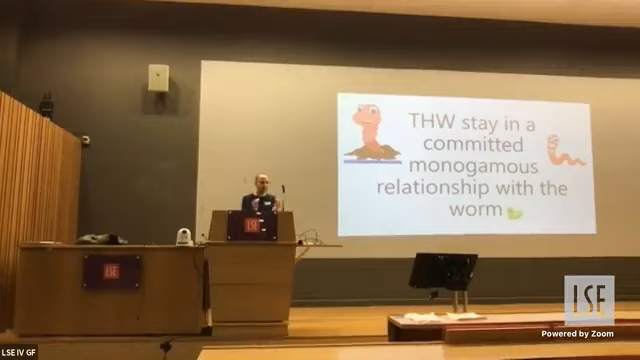 THW stay in a
committed
monogamous
relationship with the
worm
LSE
LSE
LSE
Powered by Zoom
LSE IV GF